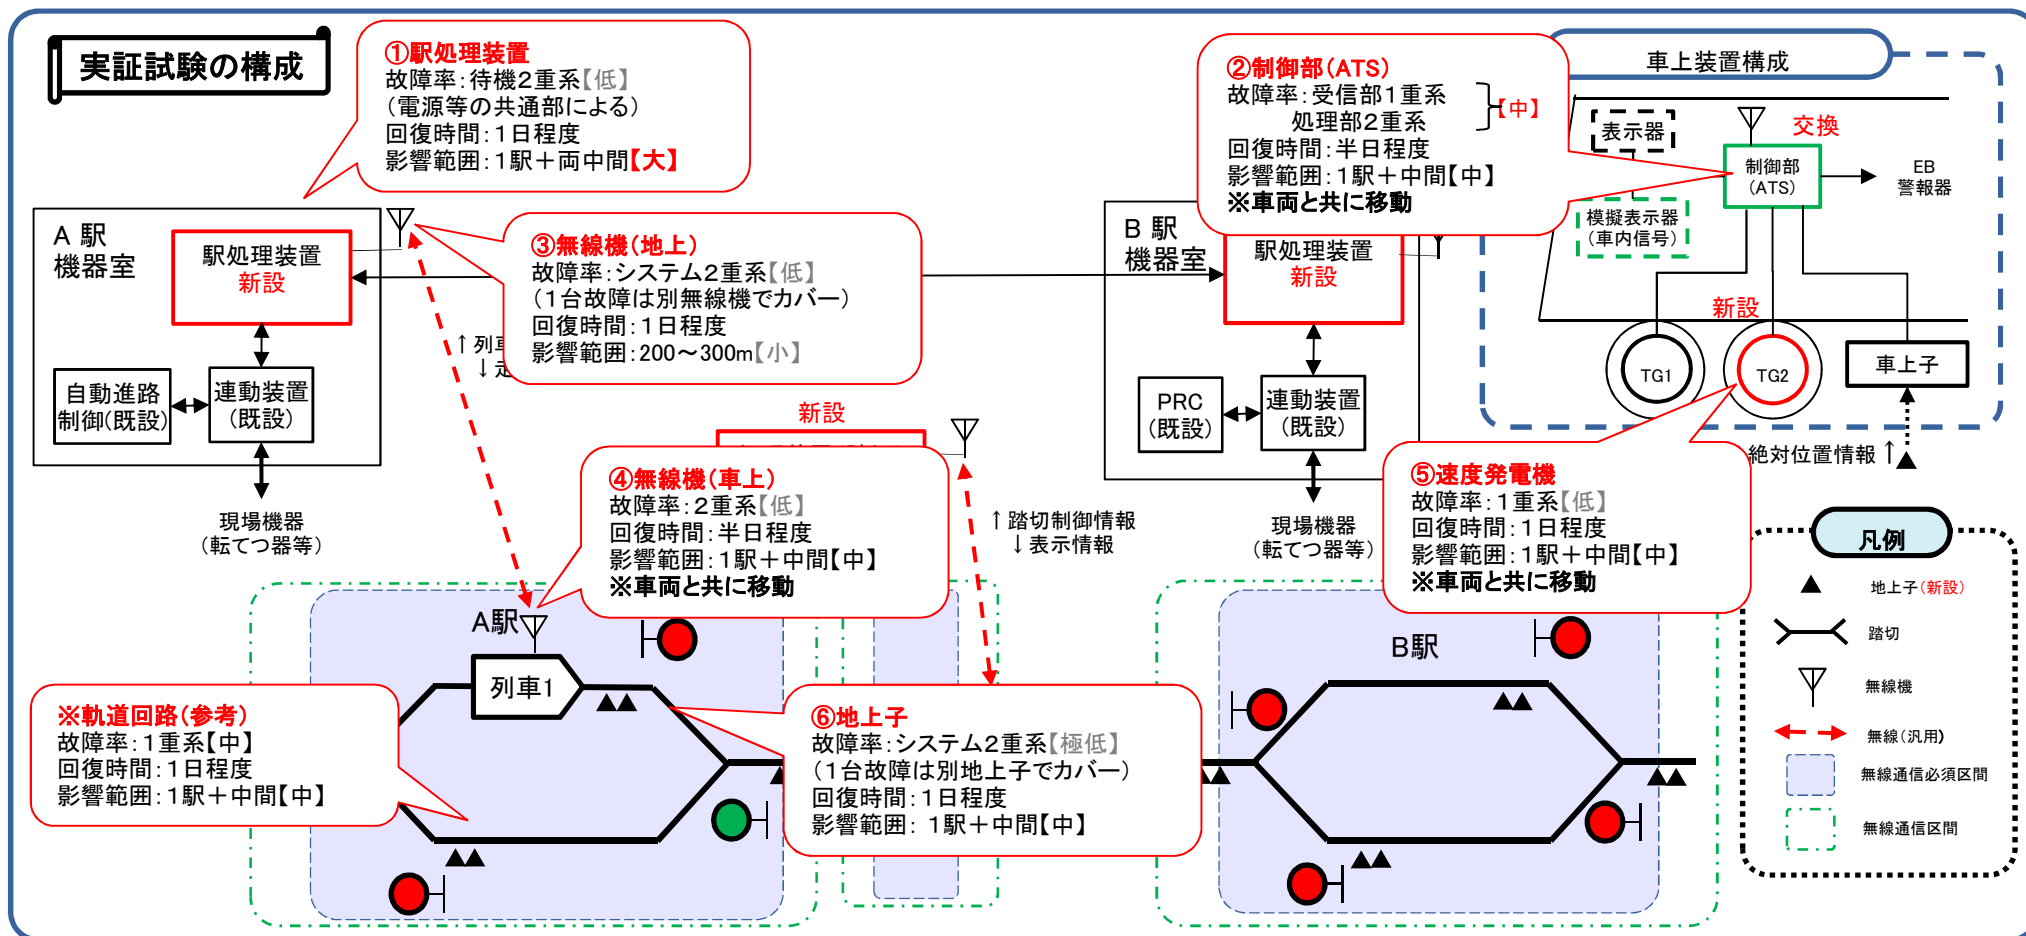 実証試験の構成
①駅処理装置
故障率：待機2重系【低】
（電源等の共通部による）
回復時間：1日程度
影響範囲：1駅＋両中間【大】
②制御部（ATS）
故障率：受信部1重系
処理部2重系
【中】
回復時間：半日程度
影響範囲：1駅＋中間【中】
※車両と共に移動
車上装置構成
表示器
交換
制御部
（ATS）
EB
警報器
模擬表示器
（車内信号）
新設
TG1
TG2
車上子
絶対位置情報↑
A 駅
機器室
駅処理装置
新設
自動進路
制御（既設）
連動装置
（既設）
現場機器
（転てつ器等）
③無線機（地上）
故障率：システム2重系【低】
（1台故障は別無線機でカバー）
回復時間：1日程度
影響範囲：200～300m【小】
↑列
↓
B 駅
機器室
駅処理装置
新設
PRC
（既設）
連動装置
（既設）
現場機器
（転てつ器等）
新設
④無線機（車上）
故障率：2重系【低】
回復時間：半日程度
影響範囲：1駅＋中間【中】
※車両と共に移動
↑踏切制御情報
↓表示情報
⑤速度発電機
故障率：1重系【低】
回復時間：1日程度
影響範囲：1駅＋中間【中】
※車両と共に移動
凡例
地上子（新設）
踏切
無線機
無線（汎用）
無線通信必須区間
無線通信区間
A駅
列車1
B駅
※軌道回路（参考）
故障率：1重系【中】
回復時間：1日程度
影響範囲：1駅＋中間【中】
⑥地上子
故障率：システム2重系【極低】
（1台故障は別地上子でカバー）
回復時間：1日程度
影響範囲： 1駅＋中間【中】